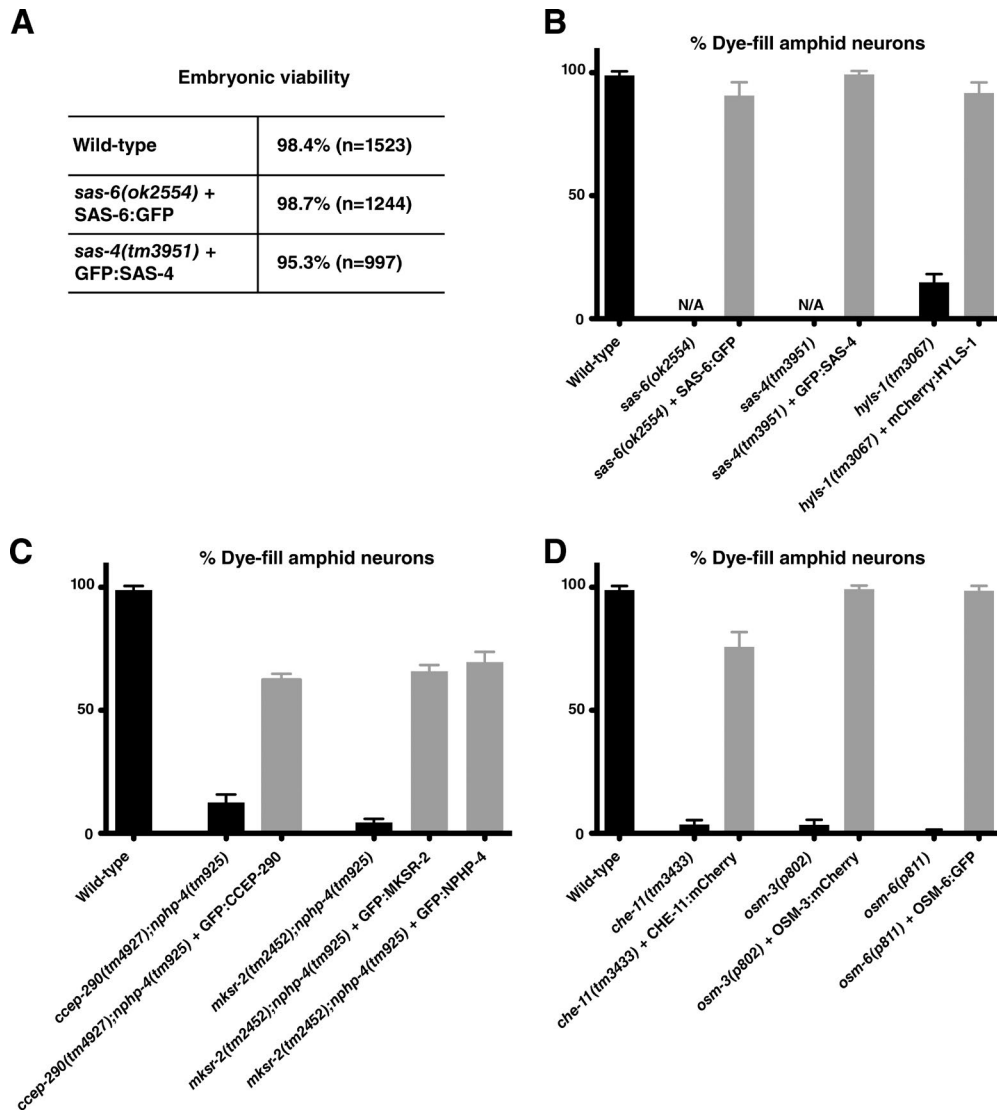 A
Embryonic viability
Wild-type 98.4% (n=1523)
sas-6(ok2554) +
SAS-6:GFP 98.7% (n=1244)
sas-4(tm3951) +
GFP:SAS-4 95.3% (n=997)
B
% Dye-fill amphid neurons
100
50
0
N/A
N/A
Wild-type
sas-6(ok2554)
sas-6(ok2554) + SAS-6:GFP
sas-4(tm3951)
sas-4(tm3951) + GFP:SAS-4
hyls-1(tm3067)
hyls-1(tm3067) + mCherry:HYLS-1
C
% Dye-fill amphid neurons
100
50
0
Wild-type
ccep-290(tm4927);nphp-4(tm925)
ccep-290(tm4927);nphp-4(tm925) + GFP:CCEP-290
mksr-2(tm2452);nphp-4(tm925)
mksr-2(tm2452);nphp-4(tm925) + GFP:MKSR-2
mksr-2(tm2452);nphp-4(tm925) + GFP:NPHP-4
D
% Dye-fill amphid neurons
100
50
0
Wild-type
che-11(tm3433)
che-11(tm3433) + CHE-11::mCherry
osm-3(p802)
osm-3(p802) + OSM-3:mCherry
osm-6(p811)
osm-6(p811) + OSM-6:GFP